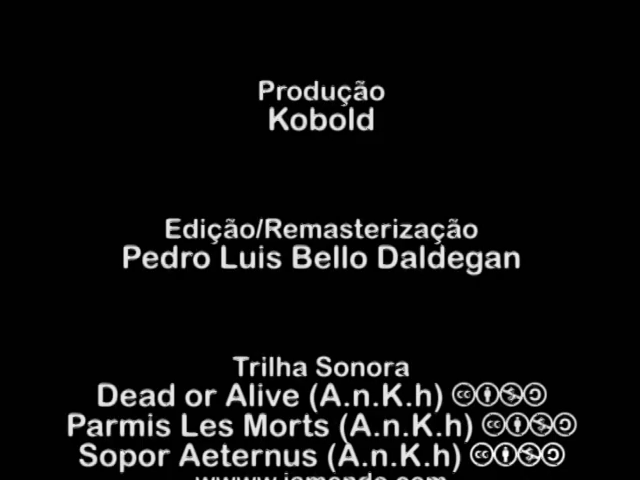 Produção
Kobold
Edição/Remasterização
Pedro Luis Bello Daldegan
Trilha Sonora
Dead or Alive (A.n.K.h)
Parmis Les Morts (A.n.K.h)
Sopor Aeternus (A.n.K.h)